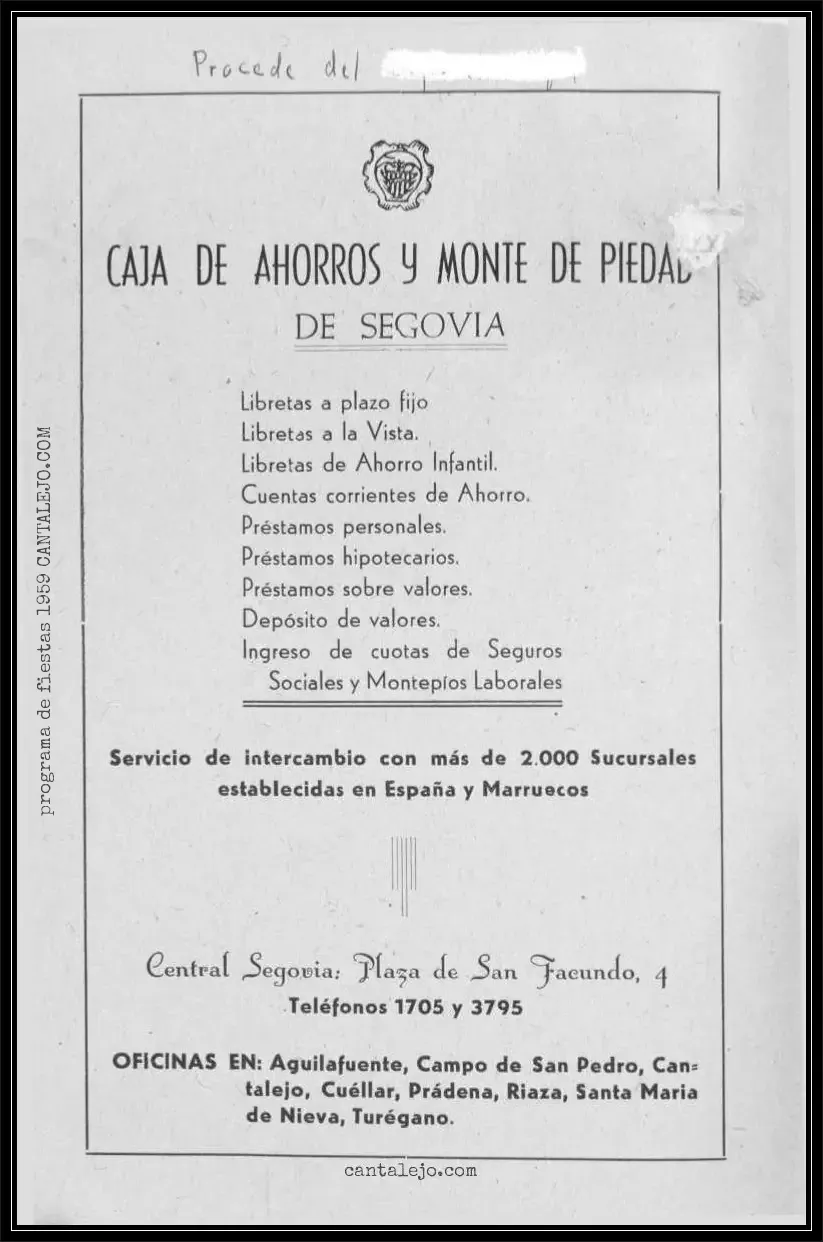 Procede del
CAJA DE AHORROS Y MONTE DE PIEDAD
DE SEGOVIA
Libretas a plazo fijo
Libretas a la Vista.
Libretas de Ahorro Infantil.
Cuentas corrientes de Ahorro.
Préstamos personales.
Préstamos hipotecarios.
Préstamos sobre valores.
Depósito de valores.
Ingreso de cuotas de Seguros
Sociales y Montepíos Laborales
Servicio de intercambio con más de 2.000 Sucursales
establecidas en España y Marruecos
Central Segovia: Plaza de San Facundo, 4
Teléfonos 1705 y 3795
OFICINAS EN: Aguilafuente, Campo de San Pedro, Can=
talejo, Cuéllar, Prádena, Riaza, Santa Maria
de Nieva, Turégano.
cantalejo.com
programa de fiestas 1959 CANTALEJO.COM